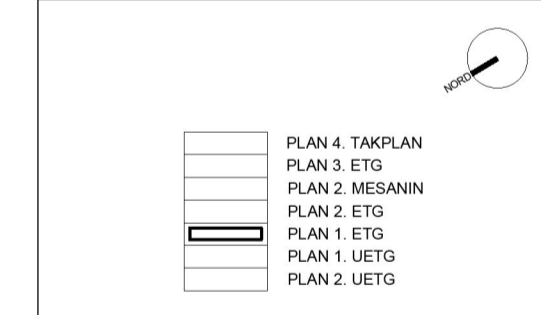 NORD
PLAN 4. TAKPLAN
PLAN 3. ETG
PLAN 2. MESANIN
PLAN 2. ETG
PLAN 1. ETG
PLAN 1. UETG
PLAN 2. UETG